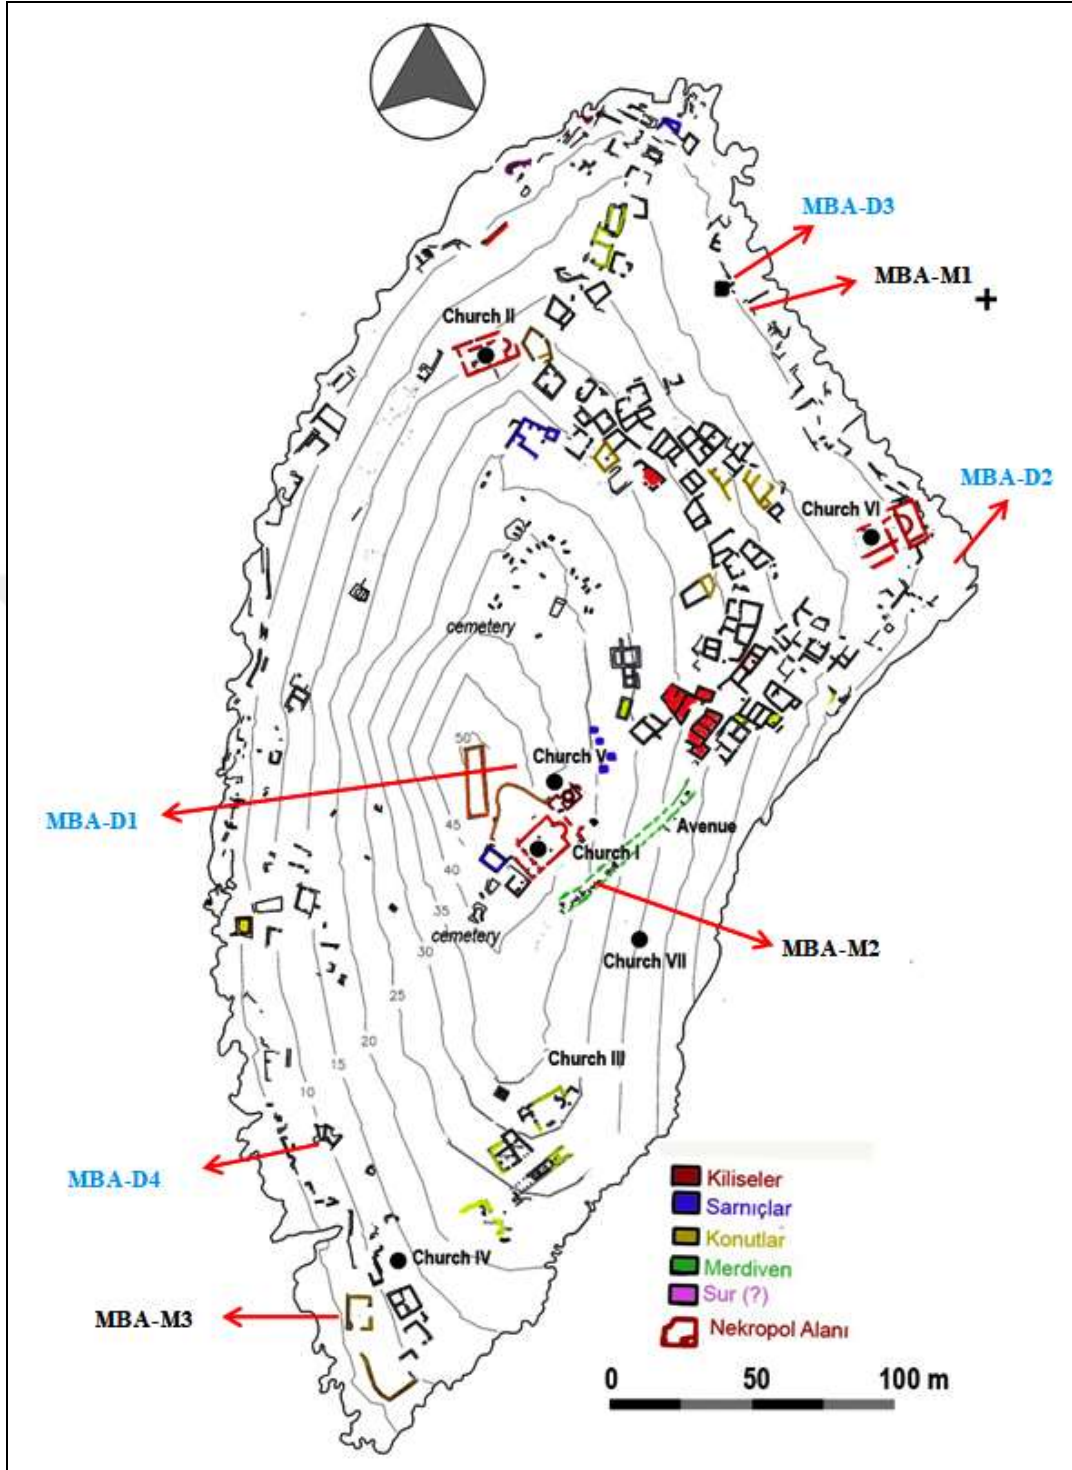 MBA-D3
MBA-M1
Church II
MBA-D2
Church VI
cemetery
50
Church V
MBA-D1
45
Avenue
Church I
40
35
cemetery
MBA-M2
30
Church VII
25
20
Church III
15
10
MBA-D4
Kiliseler
Sarnıçlar
Konutlar
Church IV
Merdiven
Sur (?)
MBA-M3
Nekropol Alanı
0 50 100 m